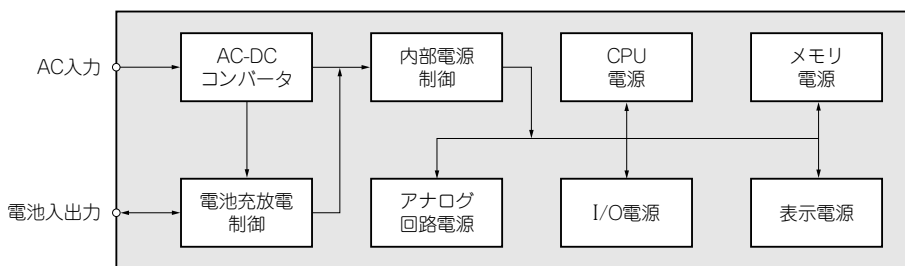 AC入力
AC-DC
コンバータ
内部電源
制御
CPU
電源
メモリ
電源
電池入出力
電池充放電
制御
アナログ
回路電源
I/O電源
表示電源